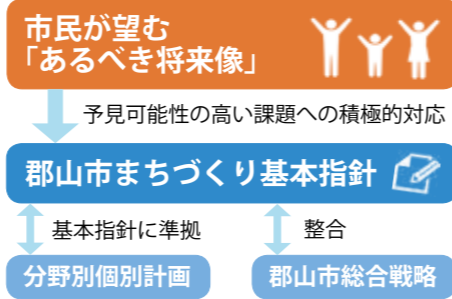 市民が望む
「あるべき将来像」
予見可能性の高い課題への積極的対応
郡山市まちづくり基本指針
基本指針に準拠
整合
分野別個別計画
郡山市総合戦略